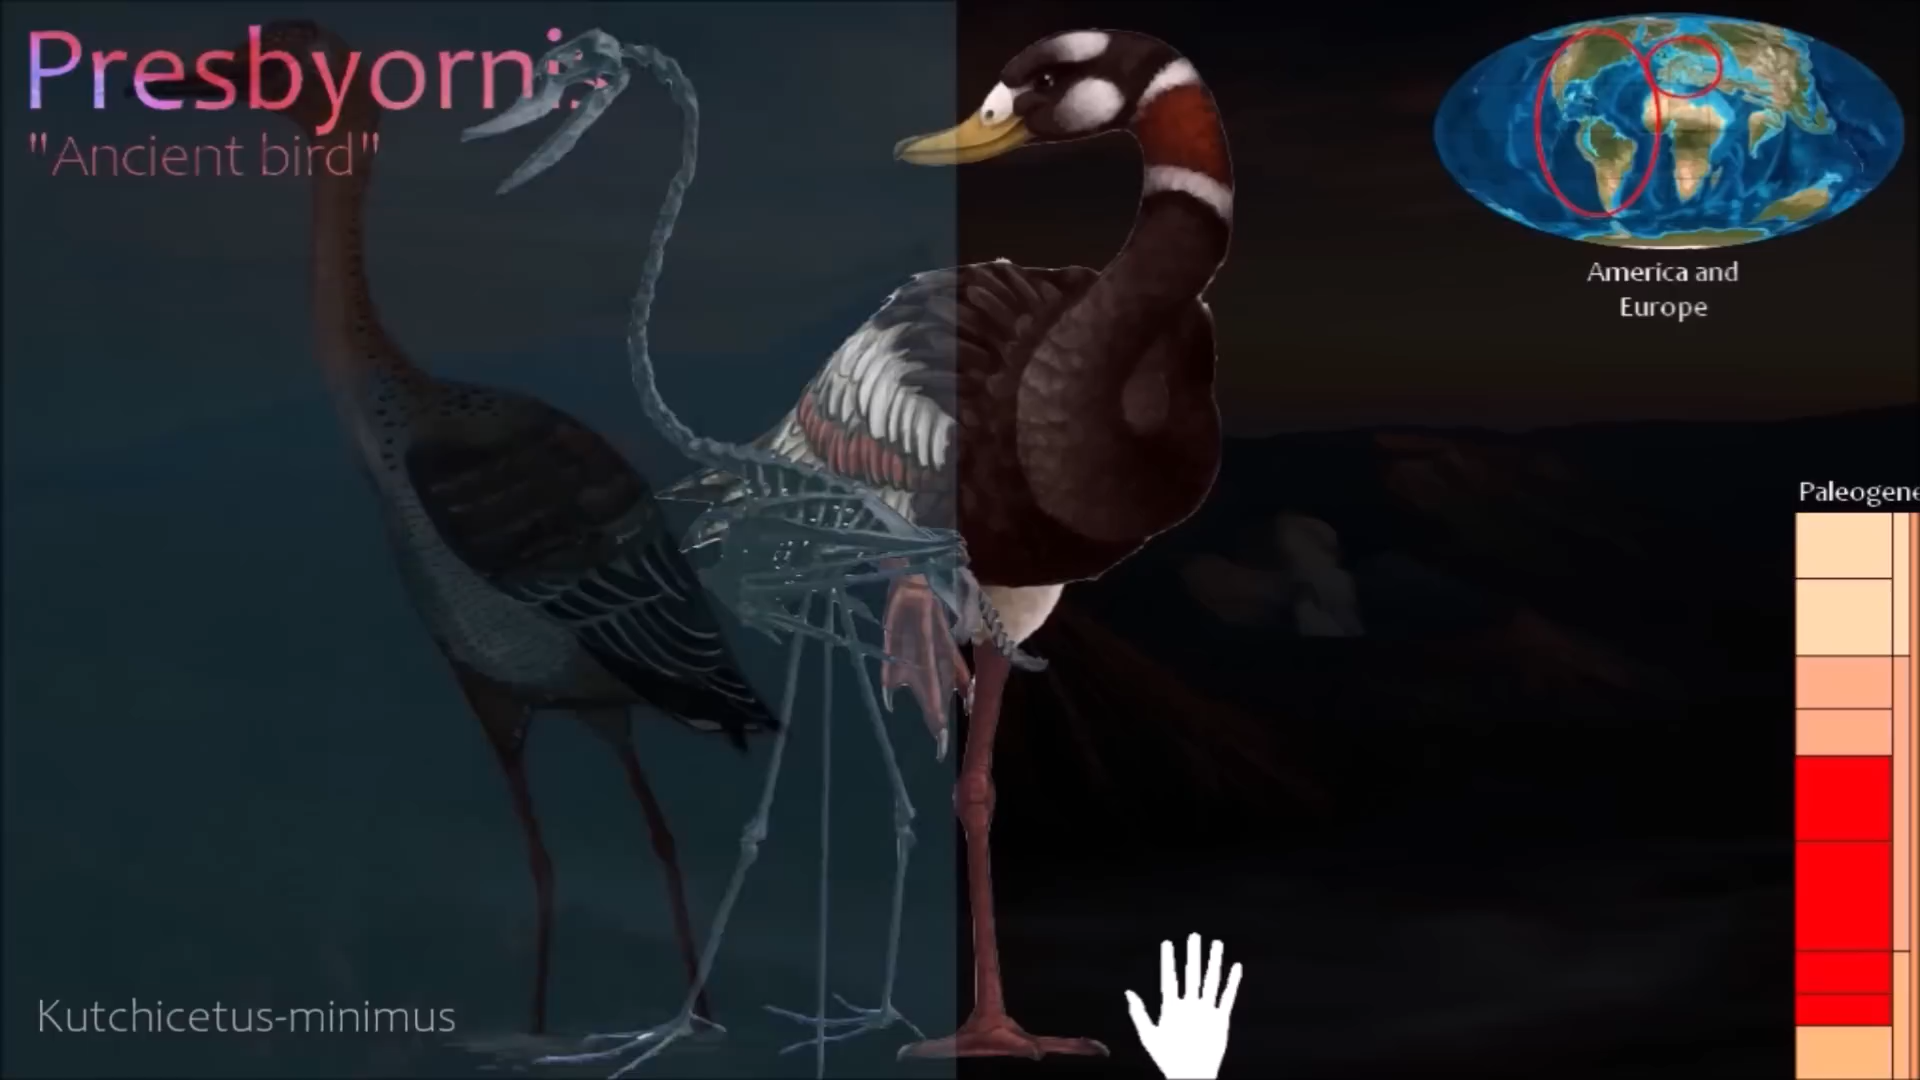 Presbyornis
"Ancient bird"
America and
Europe
Paleogene
Kutchicetus-minimus